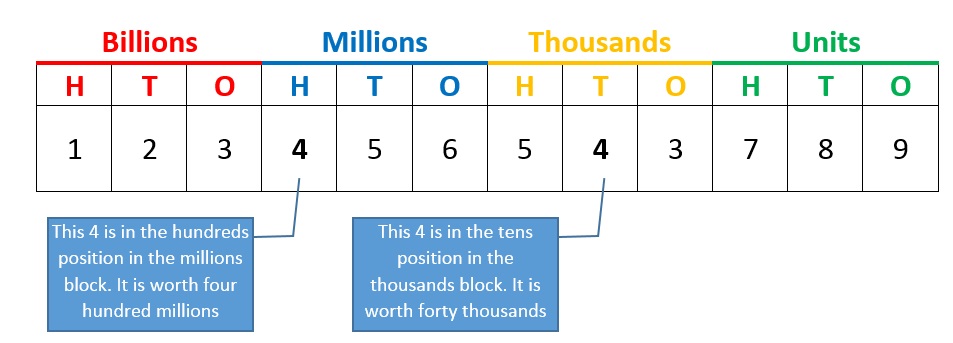 Billions Millions Thousands Units
H T O H T O H T O H T O
1 2 3 4 5 6 5 4 3 7 8 9
This 4 is in the hundreds
position in the millions
block. It is worth four
hundred millions
This 4 is in the tens
position in the
thousands block. It is
worth forty thousands